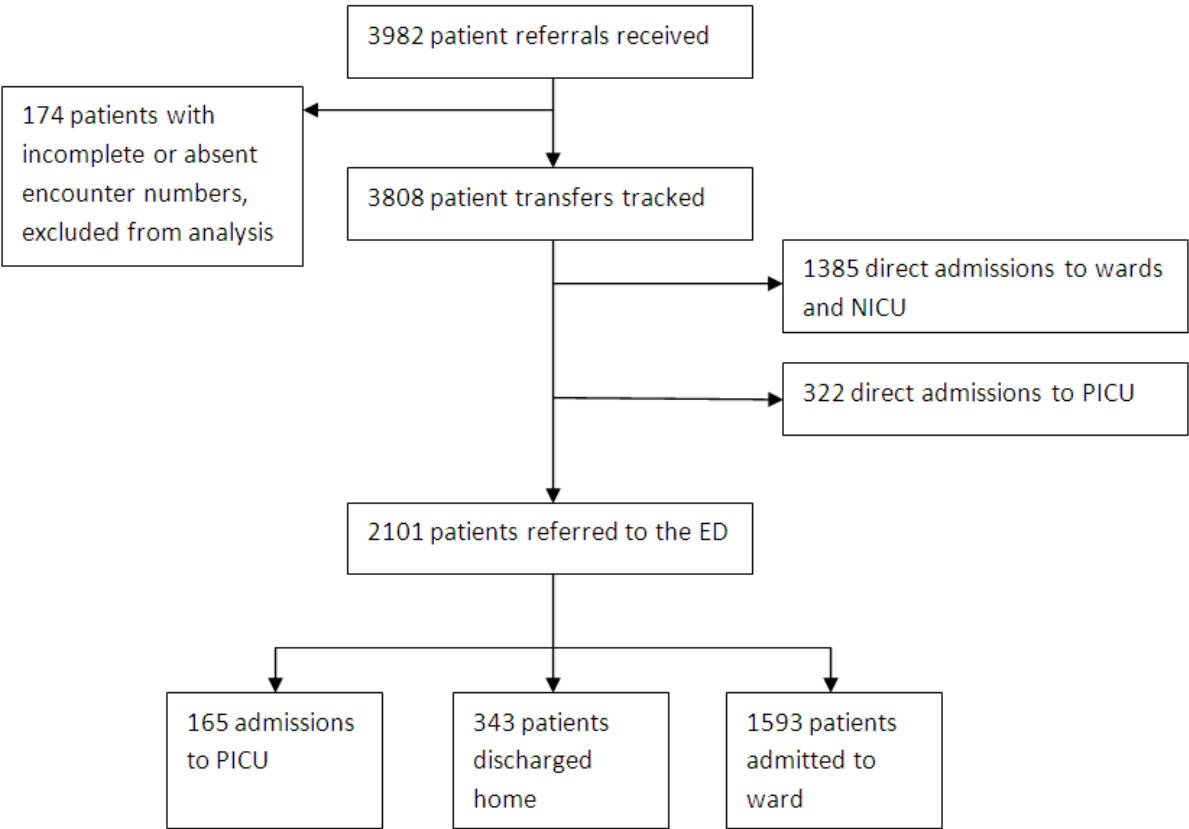 3982 patient referrals received
174 patients with
incomplete or absent
encounter numbers,
excluded from analysis
3808 patient transfers tracked
1385 direct admissions to wards
and NICU
322 direct admissions to PICU
2101 patients referred to the ED
165 admissions
to PICU
343 patients
discharged
home
1593 patients
admitted to
ward